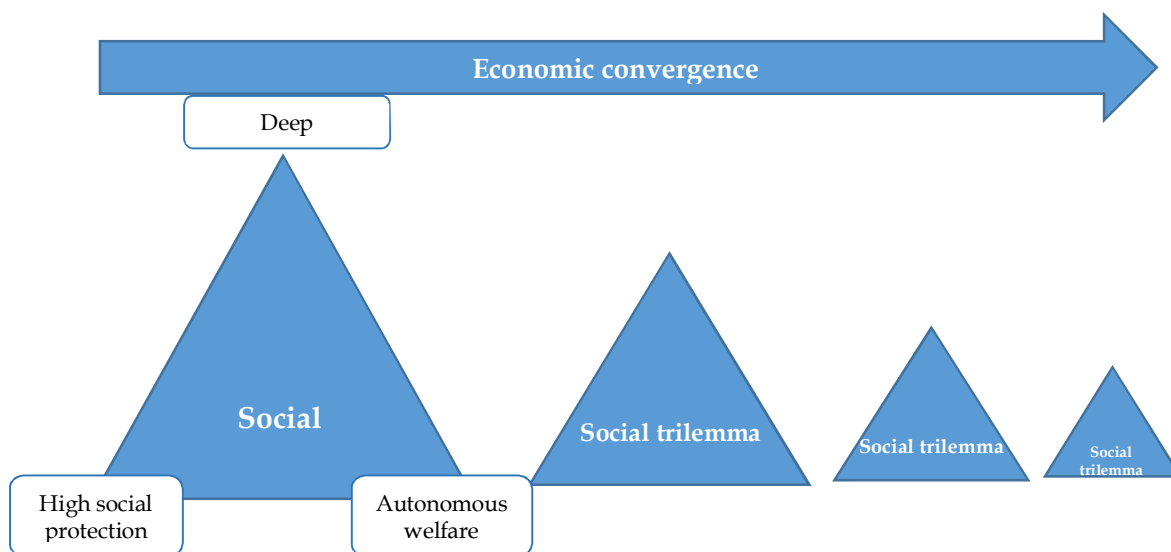 Economic convergence
Deep
Social
Social trilemma
Social trilemma
Social
trilemma
High social
protection
Autonomous
welfare